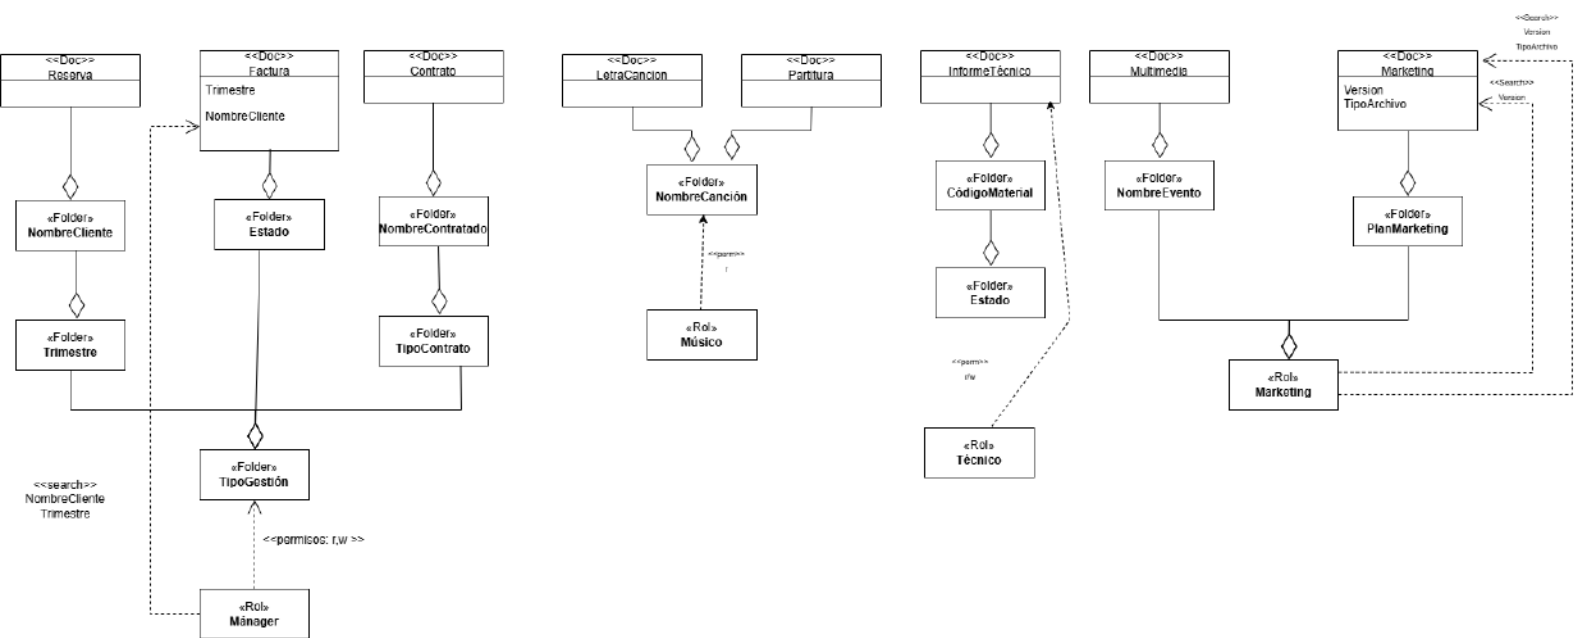 <<Search>>
Version
TipoArchivo
<<Doc>>
Reserva
<<Doc>>
Factura
Trimestre
NombreCliente
<<Doc>>
Contrato
<<Doc>>
LetraCancion
<<Doc>>
Partitura
<<Doc>>
InformeTécnico
<<Doc>>
Multimedia
<<Doc>>
Marketing
Version
TipoArchivo
<<Search>>
Version
«Folder»
NombreCliente
«Folder»
Estado
«Folder»
NombreContratado
«Folder»
NombreCanción
«Folder»
CódigoMaterial
«Folder»
NombreEvento
«Folder»
PlanMarketing
<<perm>>
r
«Folder»
Estado
«Folder»
Trimestre
«Folder»
TipoContrato
«Rol»
Músico
<<perm>>
r/w
«Rol»
Marketing
«Rol»
Técnico
«Folder»
TipoGestión
<<search>>
NombreCliente
Trimestre
<<permisos: r,w >>
«Rol»
Mánager